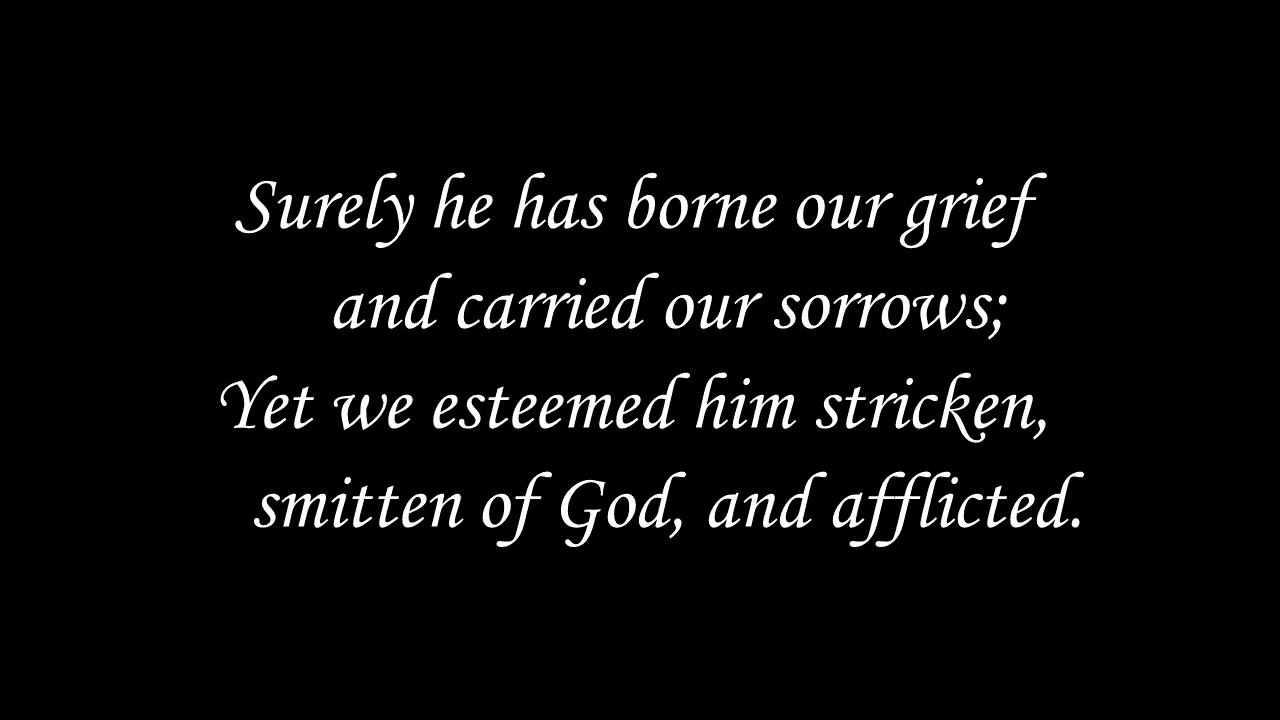 Surely he has borne our grief
and carried our sorrows;
Yet we esteemed him stricken,
smitten of God, and afflicted.